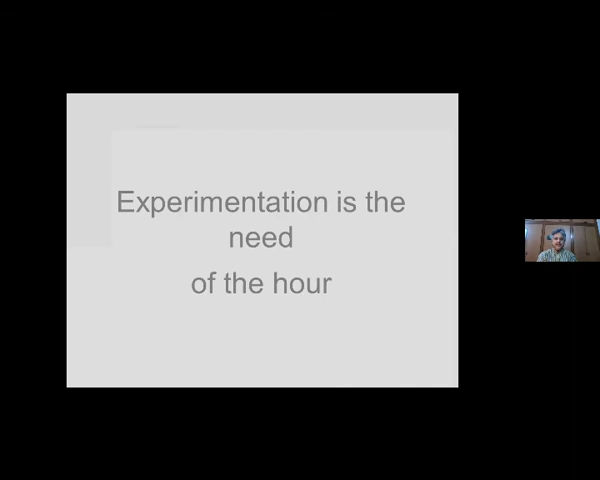 Experimentation is the
need
of the hour